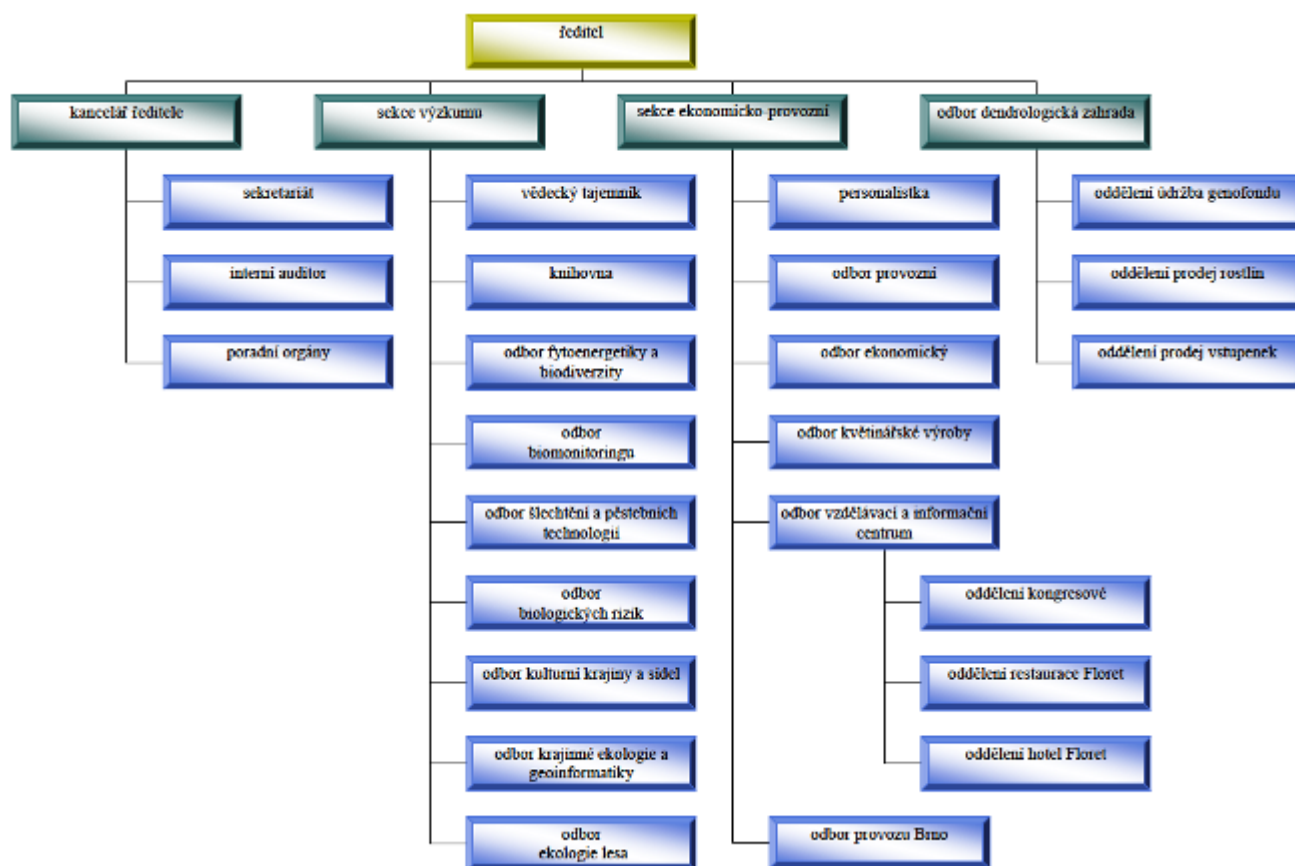 ředitel
kancelář ředitele
sekretariát
interní auditor
poradní orgány
sekce výzkumu
vědecký tajemník
knihovna
odbor fytoenergetiky a
biodiverzity
odbor
biomonitoringu
odbor šlechtění a pěstebních
technologií
odbor
biologických rizik
odbor kulturní krajiny a sídel
odbor krajinné ekologie a
geoinformatiky
odbor
ekologie lesa
sekce ekonomicko-provozní
personalistka
odbor provozní
odbor ekonomický
odbor květinářské výroby
odbor vzdělávací a informační
centrum
oddělení kongresové
oddělení restaurace Floret
oddělení hotel Floret
odbor provozu Brno
odbor dendrologická zahrada
oddělení údržba genofondu
oddělení prodej rostlin
oddělení prodej vstupenek